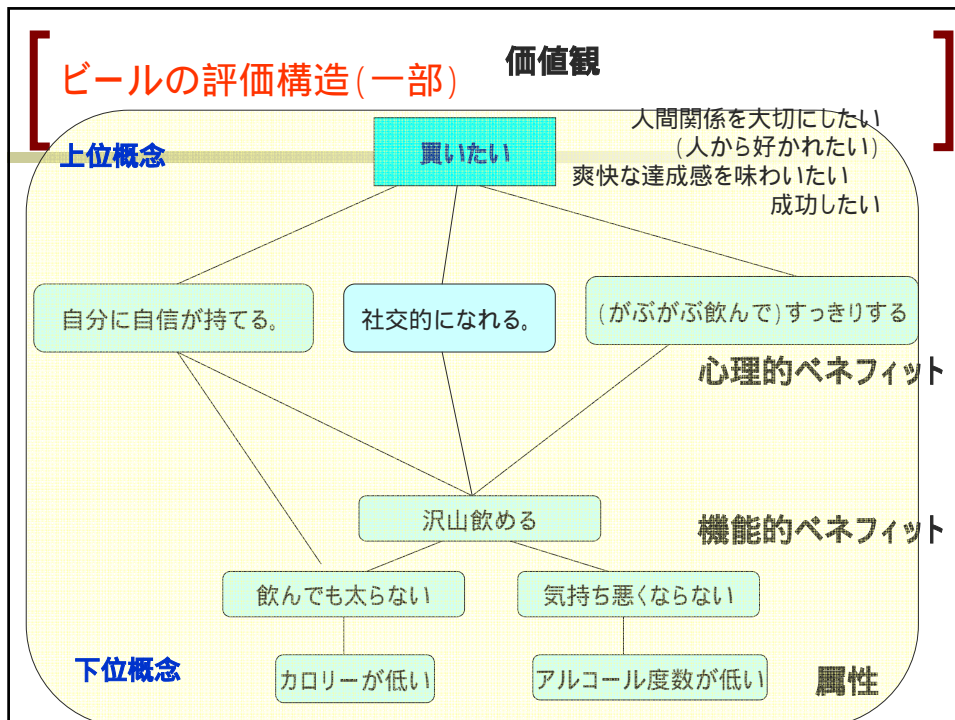 価値観
ビールの評価構造(一部)
人間関係を大切にしたい
(人から好かれたい)
爽快な達成感を味わいたい
成功したい
上位概念
買いたい
自分に自信が持てる。
社交的になれる。
(がぶがぶ飲んで)すっきりする
心理的ベネフィット
沢山飲める
機能的ベネフィット
飲んでも太らない
気持ち悪くならない
下位概念
カロリーが低い
アルコール度数が低い
属性